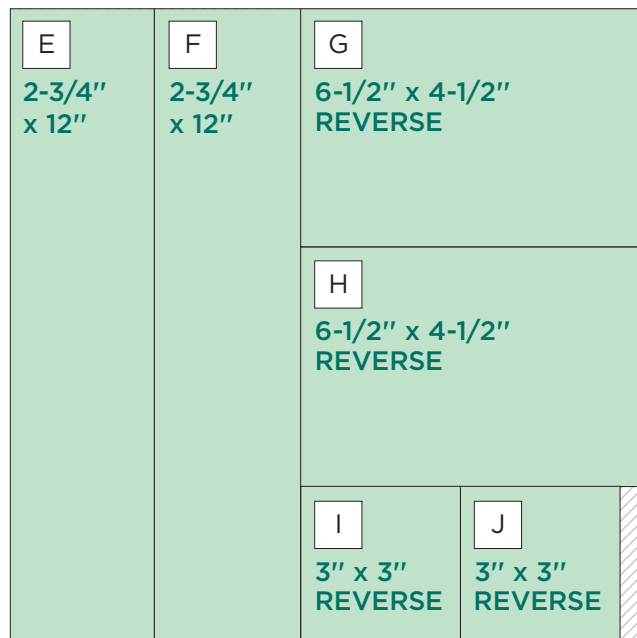 E
2-3/4"
x 12"
F
2-3/4"
x 12"
G
6-1/2" x 4-1/2"
REVERSE
H
6-1/2" x 4-1/2"
REVERSE
I
3" x 3"
REVERSE
J
3" x 3"
REVERSE